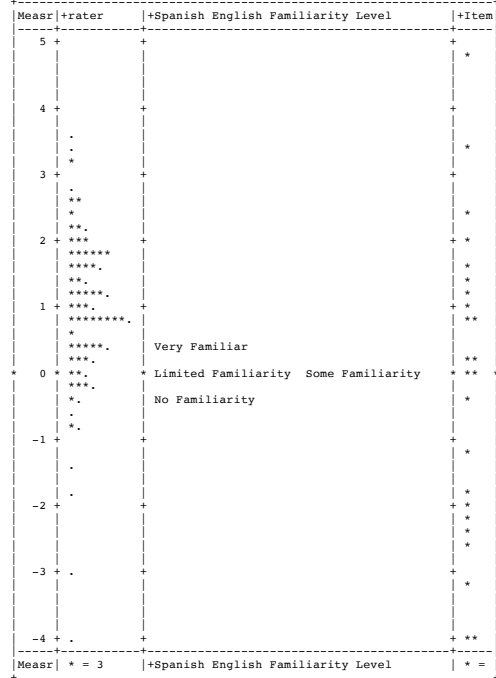 |Measr|+rater |+Spanish English Familiarity Level |+Item
5 + + +
| | | | *
4 + + +
| | . | |
| | . | | *
| | * | |
3 + + +
| | . | |
| | ** | |
| | * | | *
| | **. | |
2 + *** + + *
| | ****** | |
| | ****. | | *
| | **. | | *
| | *****. | | *
1 + ***. + + *
| | ********. | | **
| | * | |
| | *****. | Very Familiar |
| | ***. | | **
* 0 * **. * Limited Familiarity Some Familiarity * ** *
| | ***. | |
| | *. | No Familiarity | *
| | . | |
| | *. | |
-1 + + +
| | | | *
| | . | |
| | . | | *
-2 + + + *
| | | | *
| | | | *
| | | | *
-3 + . + +
| | | | *
-4 + . + + **
|Measr| * = 3 |+Spanish English Familiarity Level | * =